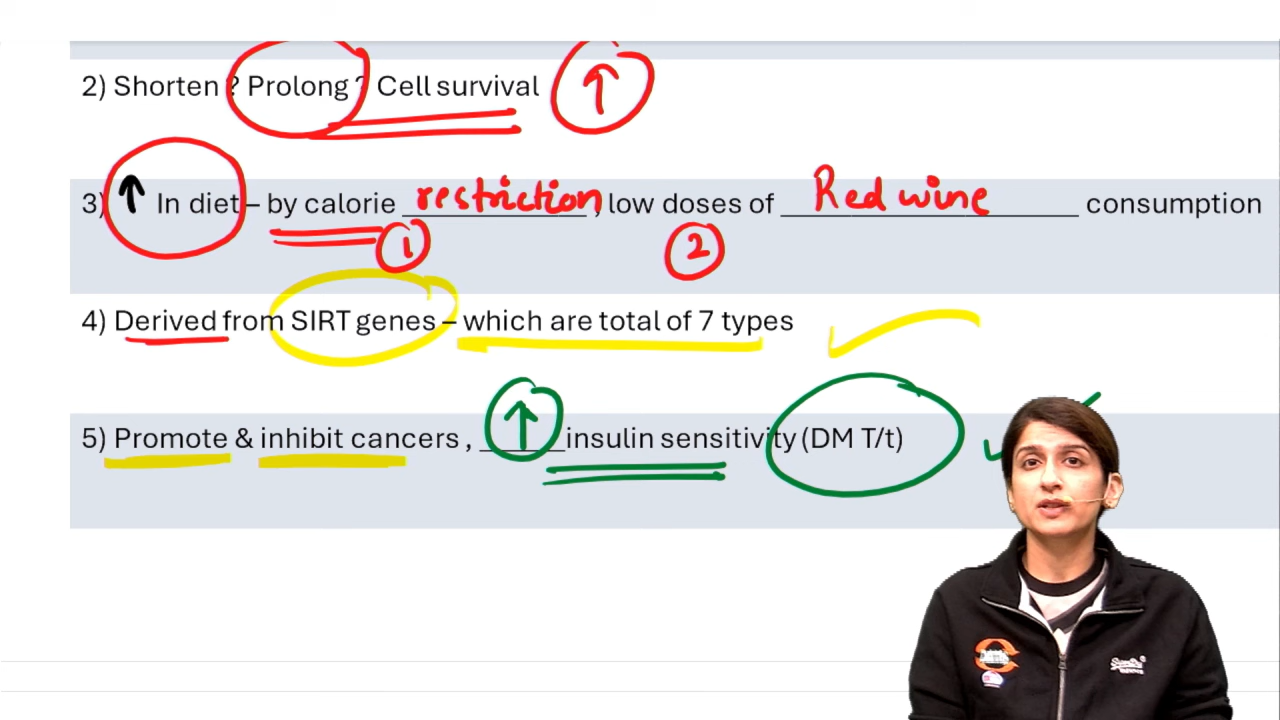 2) Shorten ? Prolong ? Cell survival ↑
3) ↑ In diet – by calorie restriction, low doses of Red wine consumption
① ②
4) Derived from SIRT genes – which are total of 7 types
5) Promote & inhibit cancers , ↑ insulin sensitivity (DM T/t)